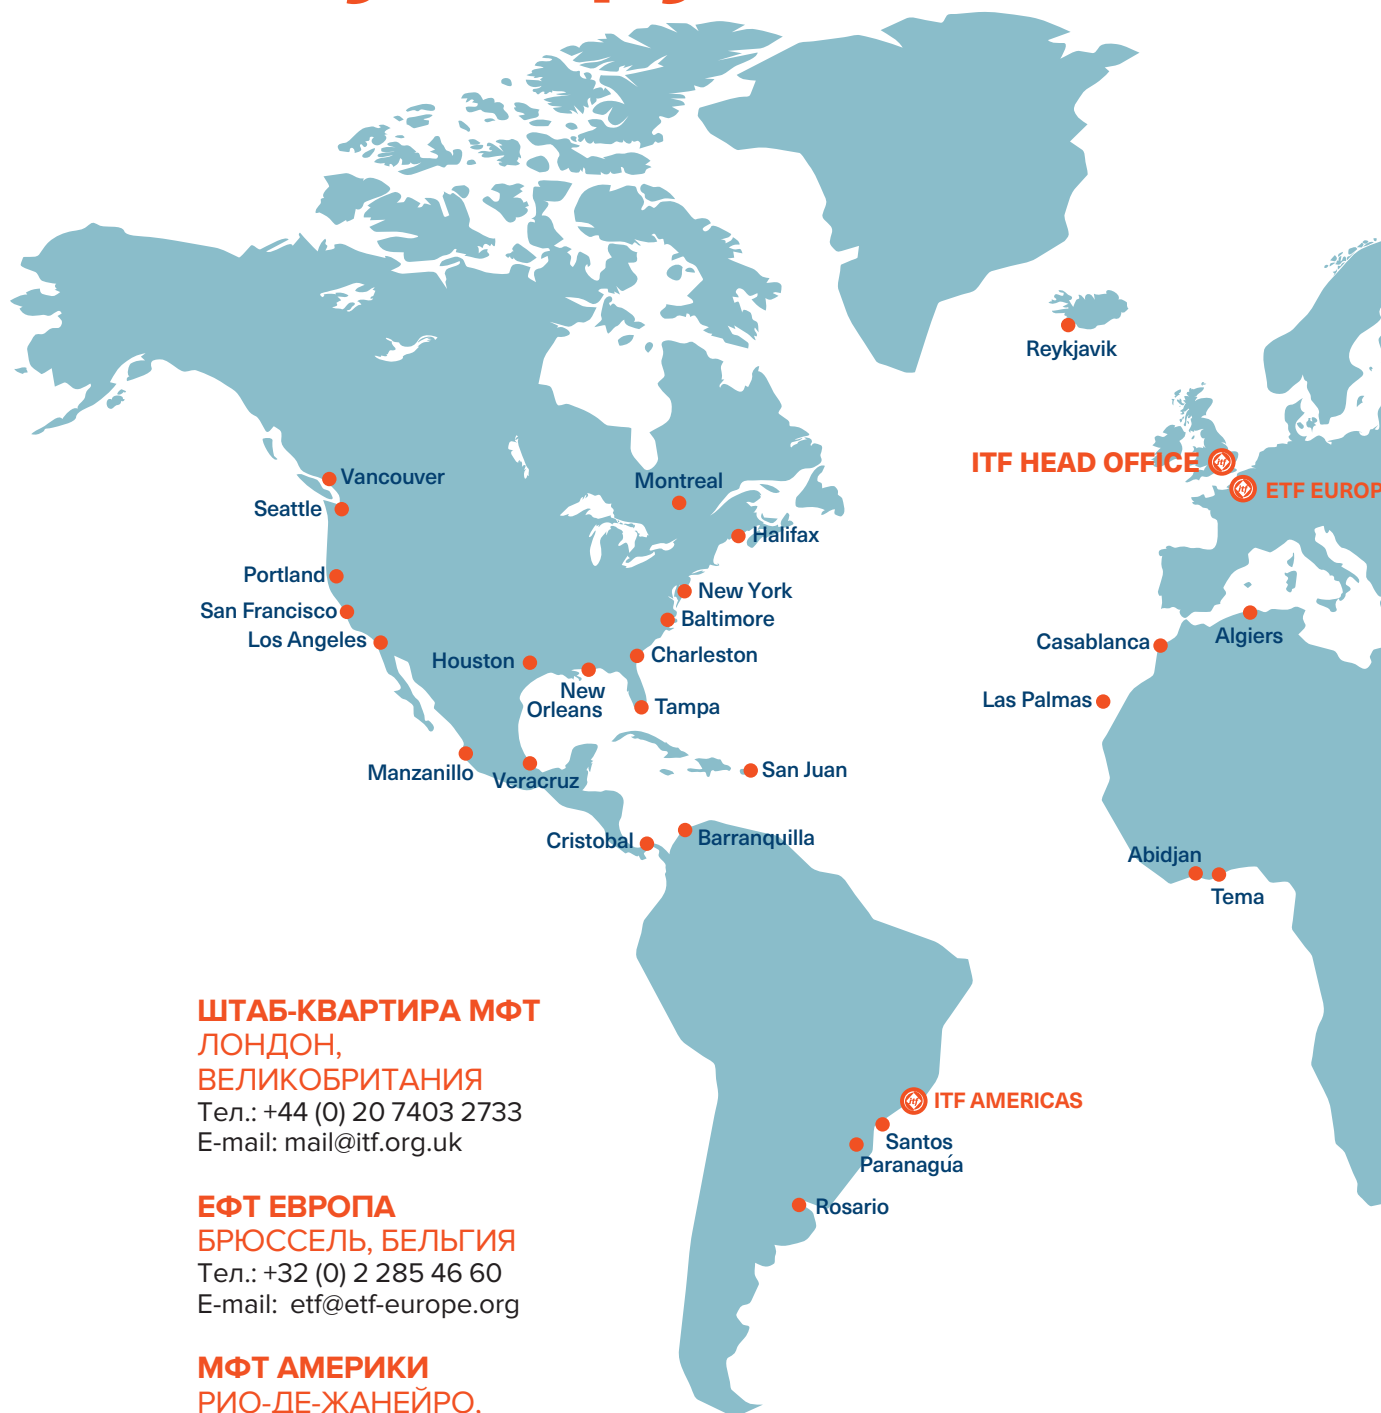 Reykjavik
ITF HEAD OFFICE
ETF EUROP
Vancouver
Montreal
Seattle
Halifax
Portland
New York
San Francisco
Baltimore
Los Angeles
Casablanca
Algiers
Houston
Charleston
New
Orleans
Tampa
Las Palmas
Manzanillo
Veracruz
San Juan
Cristobal
Barranquilla
Abidjan
Tema
ITF AMERICAS
Santos
Paranaguá
Rosario
ШТАБ-КВАРТИРА МФТ
ЛОНДОН,
ВЕЛИКОБРИТАНИЯ
Тел.: +44 (0) 20 7403 2733
E-mail: mail@itf.org.uk
ЕФТ ЕВРОПА
БРЮССЕЛЬ, БЕЛЬГИЯ
Тел.: +32 (0) 2 285 46 60
E-mail: etf@etf-europe.org
МФТ АМЕРИКИ
РИО-ДЕ-ЖАНЕЙРО,